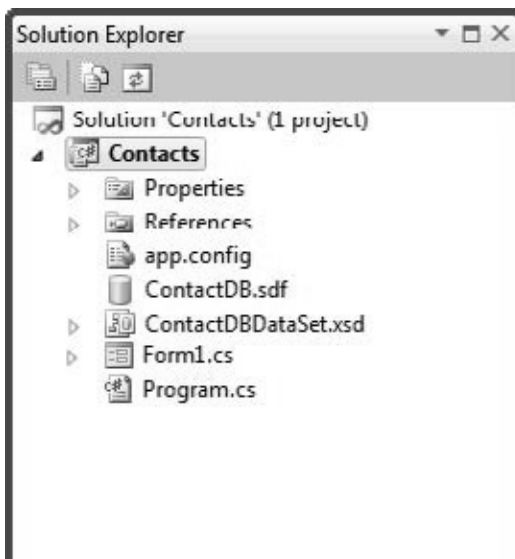 Solution Explorer
Solution 'Contacts' (1 project)
Contacts
Properties
References
app.config
ContactDB.sdf
ContactDBDataSet.xsd
Form1.cs
Program.cs